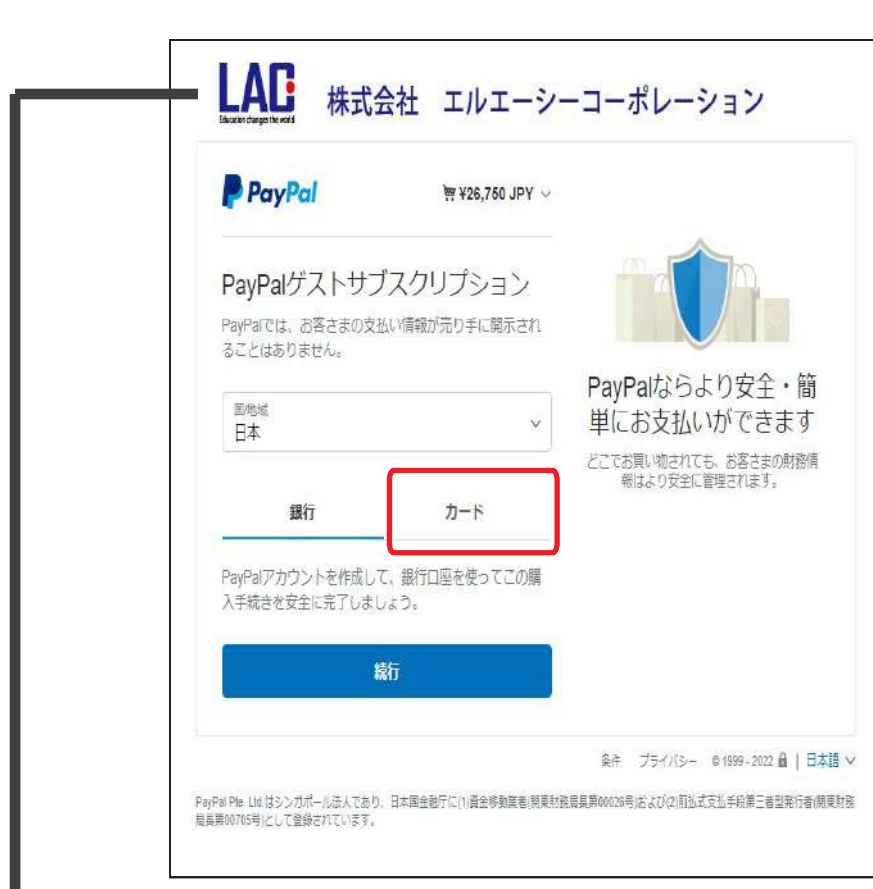 LAC
Education changes the world
株式会社 エルエーシーコーポレーション
PayPal
¥26,750 JPY
PayPalゲストサブスクリプション
PayPalでは、お客さまの支払い情報が売り手に開示され
ることはありません。
国/地域
日本
銀行 カード
PayPalアカウントを作成して、銀行口座を使ってこの購
入手続きを安全に完了しましょう。
続行
PayPalならより安全・簡
単にお支払いができます
どこでお買い物されても、お客さまの財務情
報はより安全に管理されます。
条件 プライバシー © 1999 - 2022 | 日本語
PayPal Pte. Ltd.はシンガポール法人であり、日本国金融庁に(1)資金移動業者(関東財務局長第00026号)および(2)前払式支払手段第三者型発行者(関東財務
局長第00705号)として登録されています。